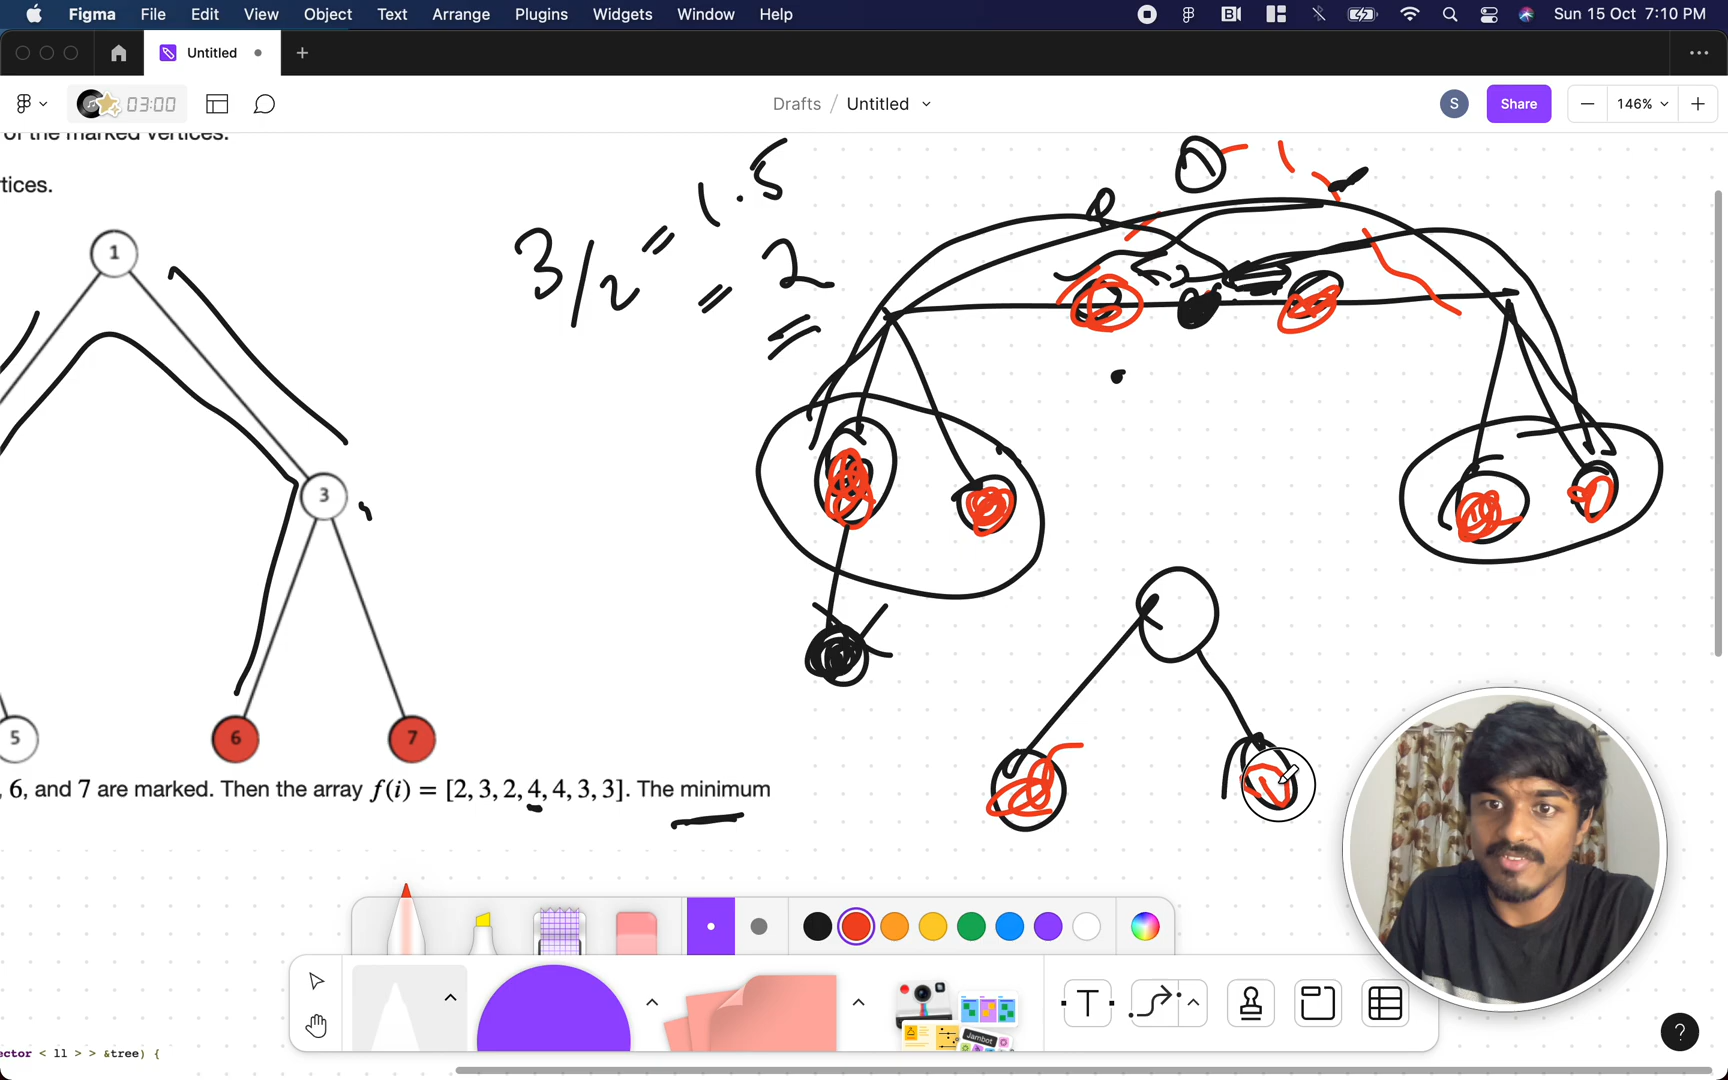 Figma File Edit View Object Text Arrange Plugins Widgets Window Help Sun 15 Oct 7:10 PM
Untitled
03:00 Drafts / Untitled S Share 146%
of the marked vertices.
tices.
1
3
5
6
7
3/2 = 1.5
= 2
, 6, and 7 are marked. Then the array f(i) = [2, 3, 2, 4, 4, 3, 3]. The minimum
T
Jambot
?
ector < ll > > &tree) {